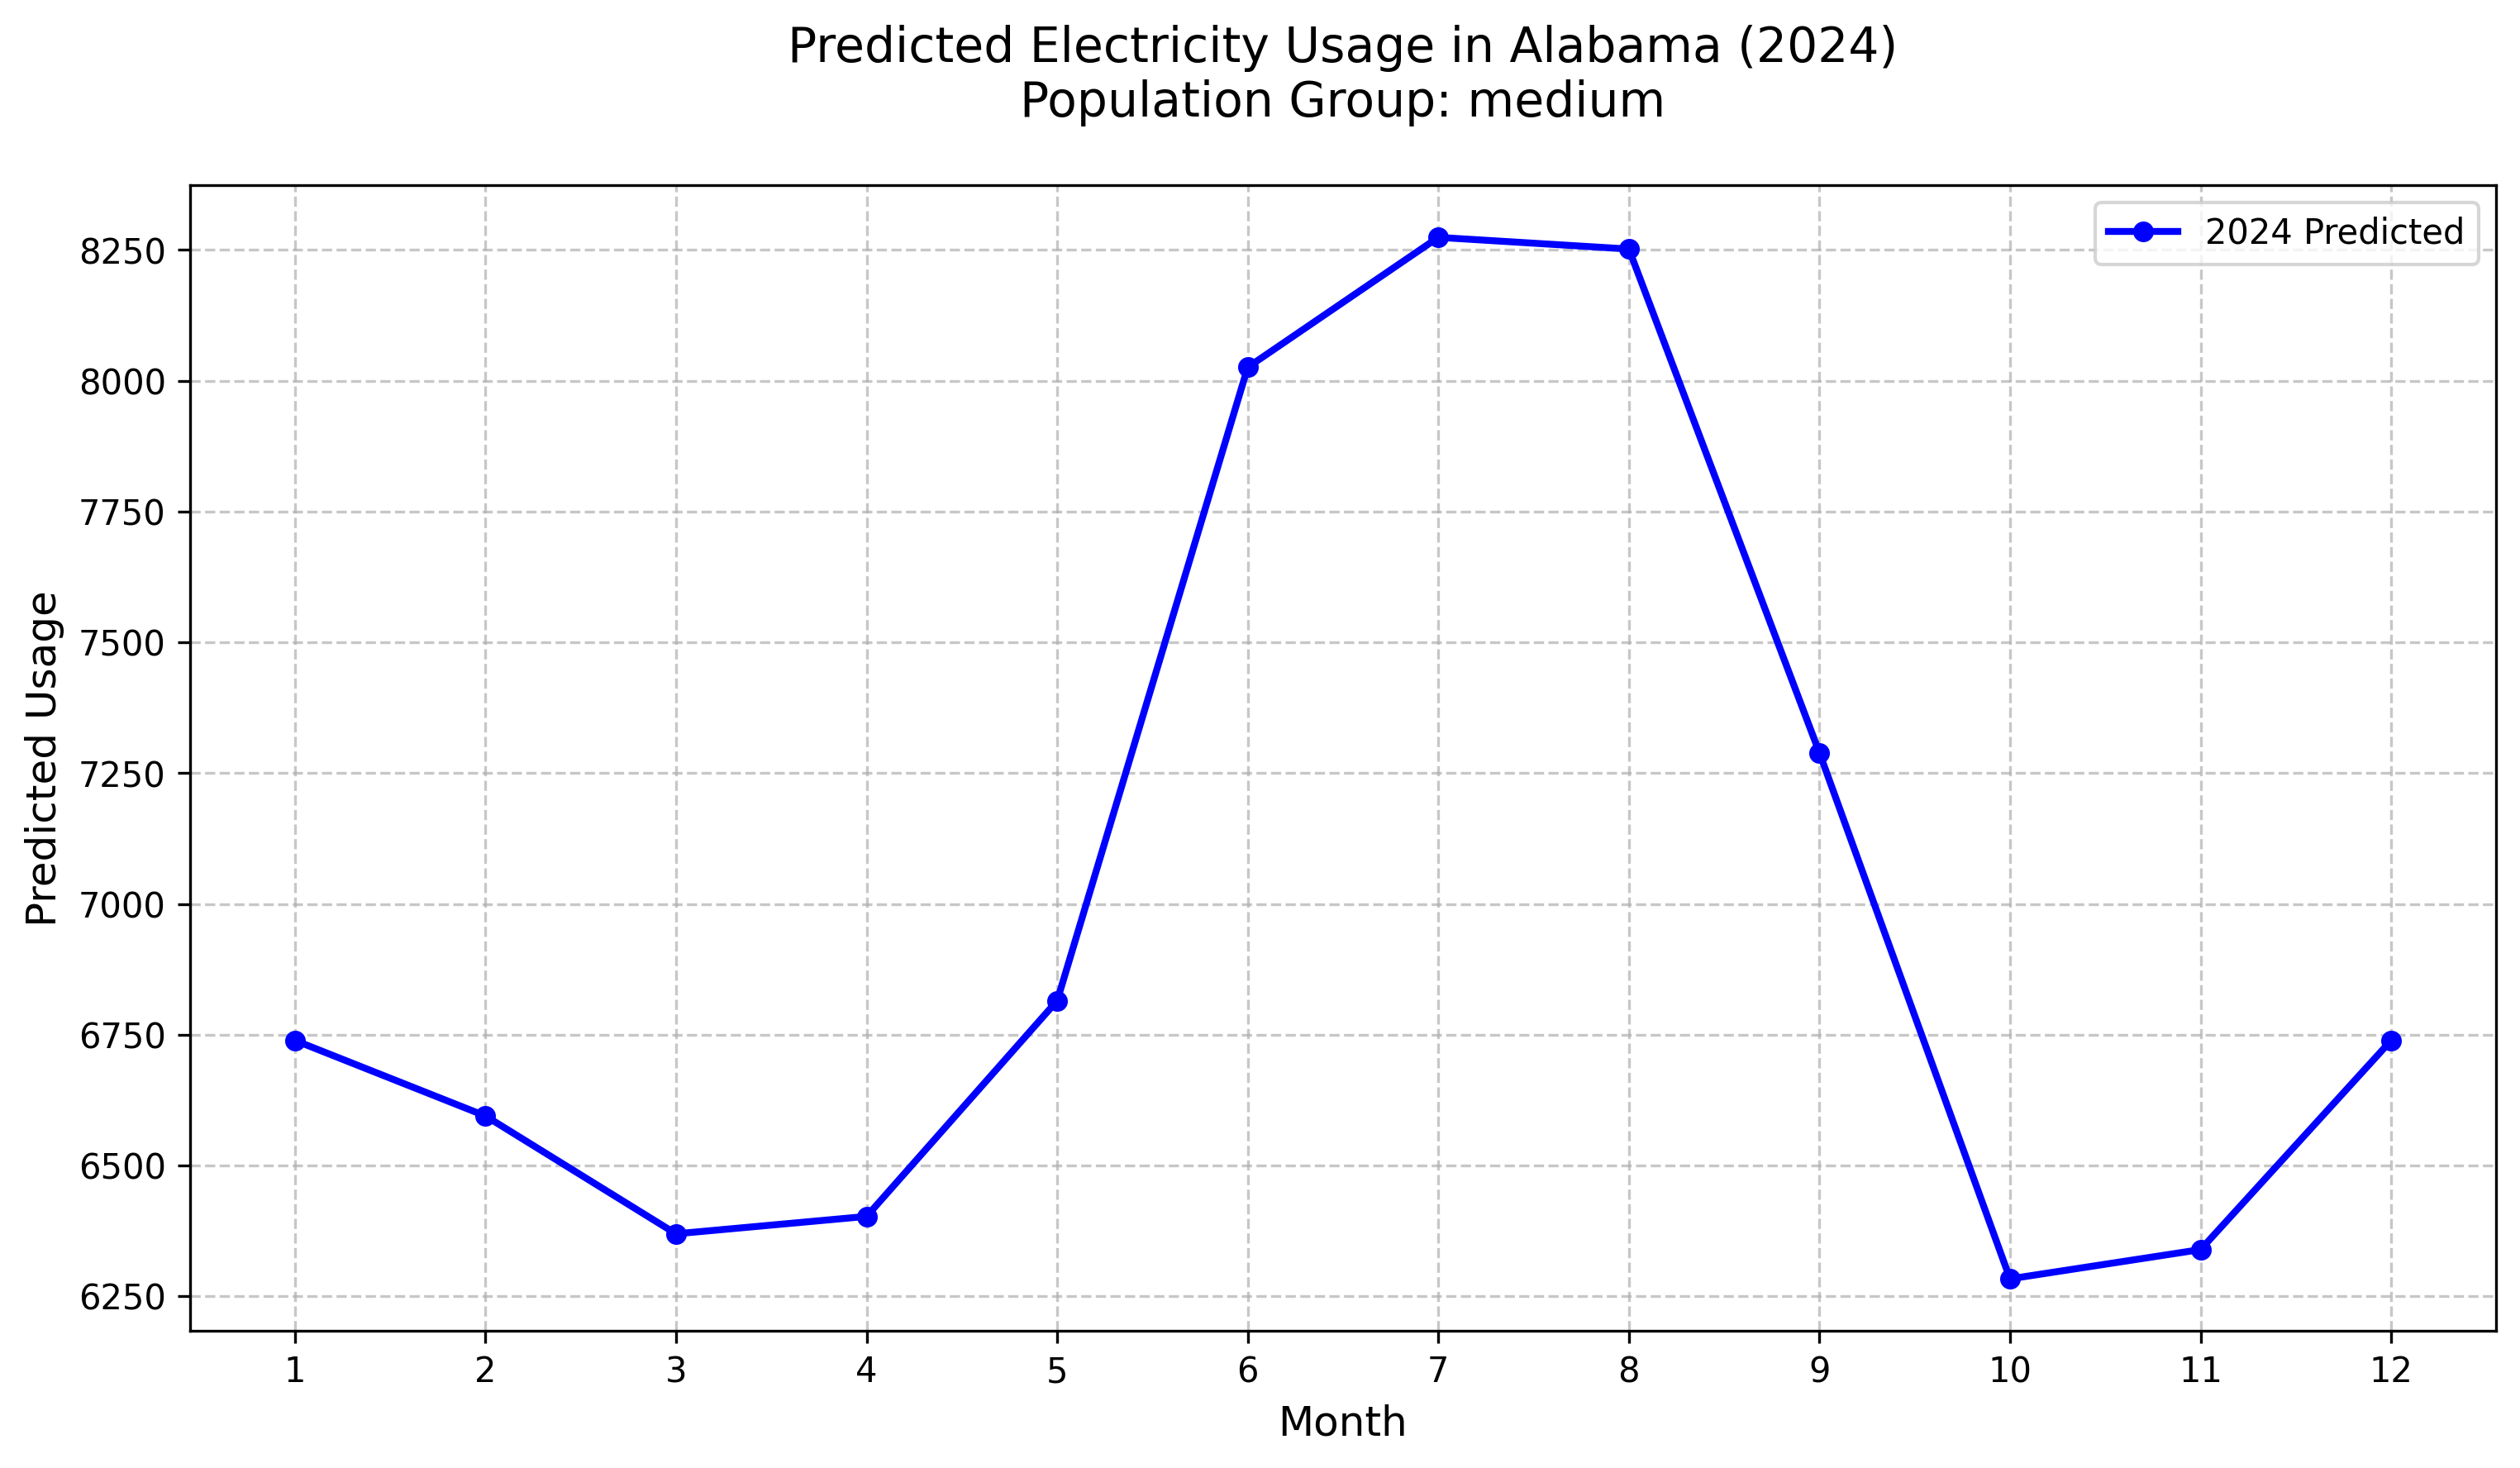 Predicted Electricity Usage in Alabama (2024)
Population Group: medium
2024 Predicted
Predicted Usage
8250
8000
7750
7500
7250
7000
6750
6500
6250
1 2 3 4 5 6 7 8 9 10 11 12
Month